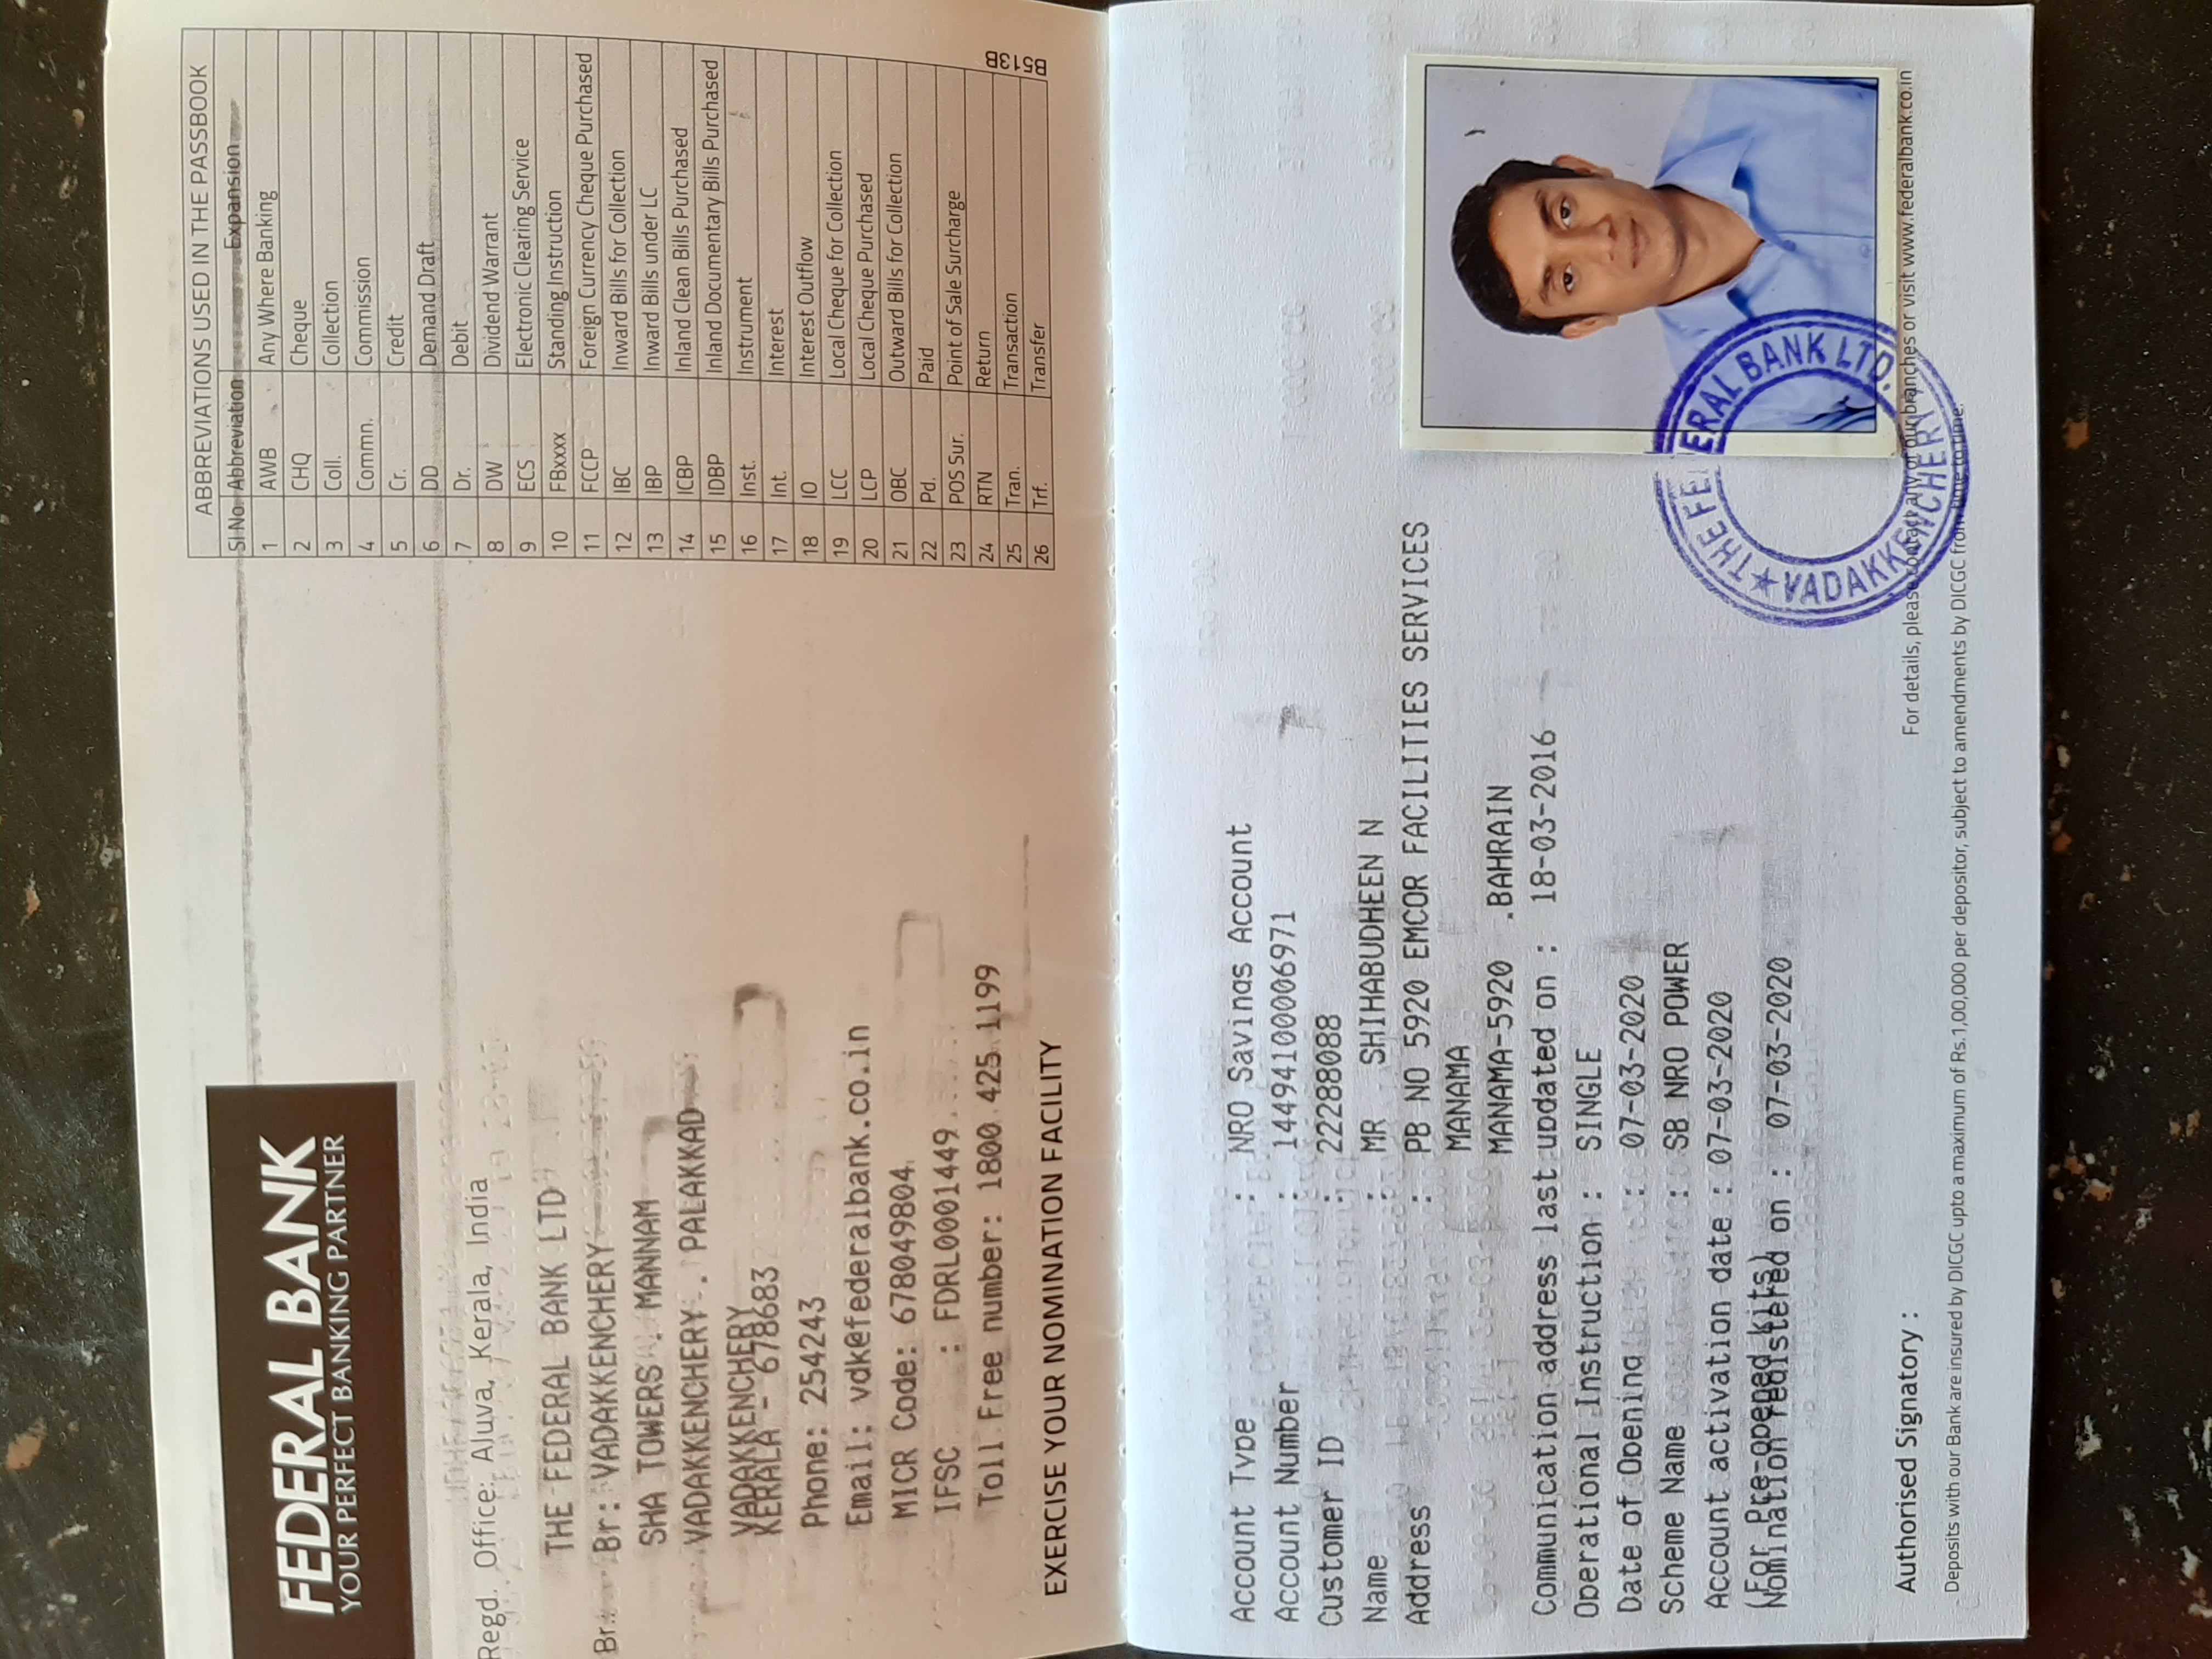 FEDERAL BANK
YOUR PERFECT BANKING PARTNER
Regd. Office: Aluva, Kerala, India
THE FEDERAL BANK LTD
Br: Br: VADAKKENCHERY
SHA TOWERS . MANNAM
VADAKKENCHERY . PALAKKAD
VADAKKENCHERY
KERALA - 678683
Phone: 254243
Email: vdk@federalbank.co.in
MICR Code: 678049804
IFSC : FDRL0001449
Toll Free number: 1800 425 1199
EXERCISE YOUR NOMINATION FACILITY
ABBREVIATIONS USED IN THE PASSBOOK
Sl No. Abbreviation Expansion
1 AWB Any Where Banking
2 CHQ Cheque
3 Coll. Collection
4 Commn. Commission
5 Cr. Credit
6 DD Demand Draft
7 Dr. Debit
8 DW Dividend Warrant
9 ECS Electronic Clearing Service
10 FBxxxx Standing Instruction
11 FCCP Foreign Currency Cheque Purchased
12 IBC Inward Bills for Collection
13 IBP Inward Bills under LC
14 ICBP Inland Clean Bills Purchased
15 IDBP Inland Documentary Bills Purchased
16 Inst. Instrument
17 Int. Interest
18 IO Interest Outflow
19 LCC Local Cheque for Collection
20 LCP Local Cheque Purchased
21 OBC Outward Bills for Collection
22 Pd. Paid
23 POS Sur. Point of Sale Surcharge
24 RTN Return
25 Tran. Transaction
26 Trf. Transfer
B513B
Account Type : NRO Savings Account
Account Number : 14494100006971
Customer ID : 22288088
Name : MR SHIHABUDHEEN N
Address : PB NO 5920 EMCOR FACILITIES SERVICES
MANAMA
MANAMA-5920 .BAHRAIN
Communication address last updated on : 18-03-2016
Operational Instruction : SINGLE
Date of Opening : 07-03-2020
Scheme Name : SB NRO POWER
Account activation date : 07-03-2020
(For Pre-opened kits)
Nomination registered on : 07-03-2020
THE FEDERAL BANK LTD.
★ VADAKKENCHERY ★
Authorised Signatory :
For details, please contact any of our branches or visit www.federalbank.co.in
Deposits with our Bank are insured by DICGC upto a maximum of Rs.1,00,000 per depositor, subject to amendments by DICGC from time to time.